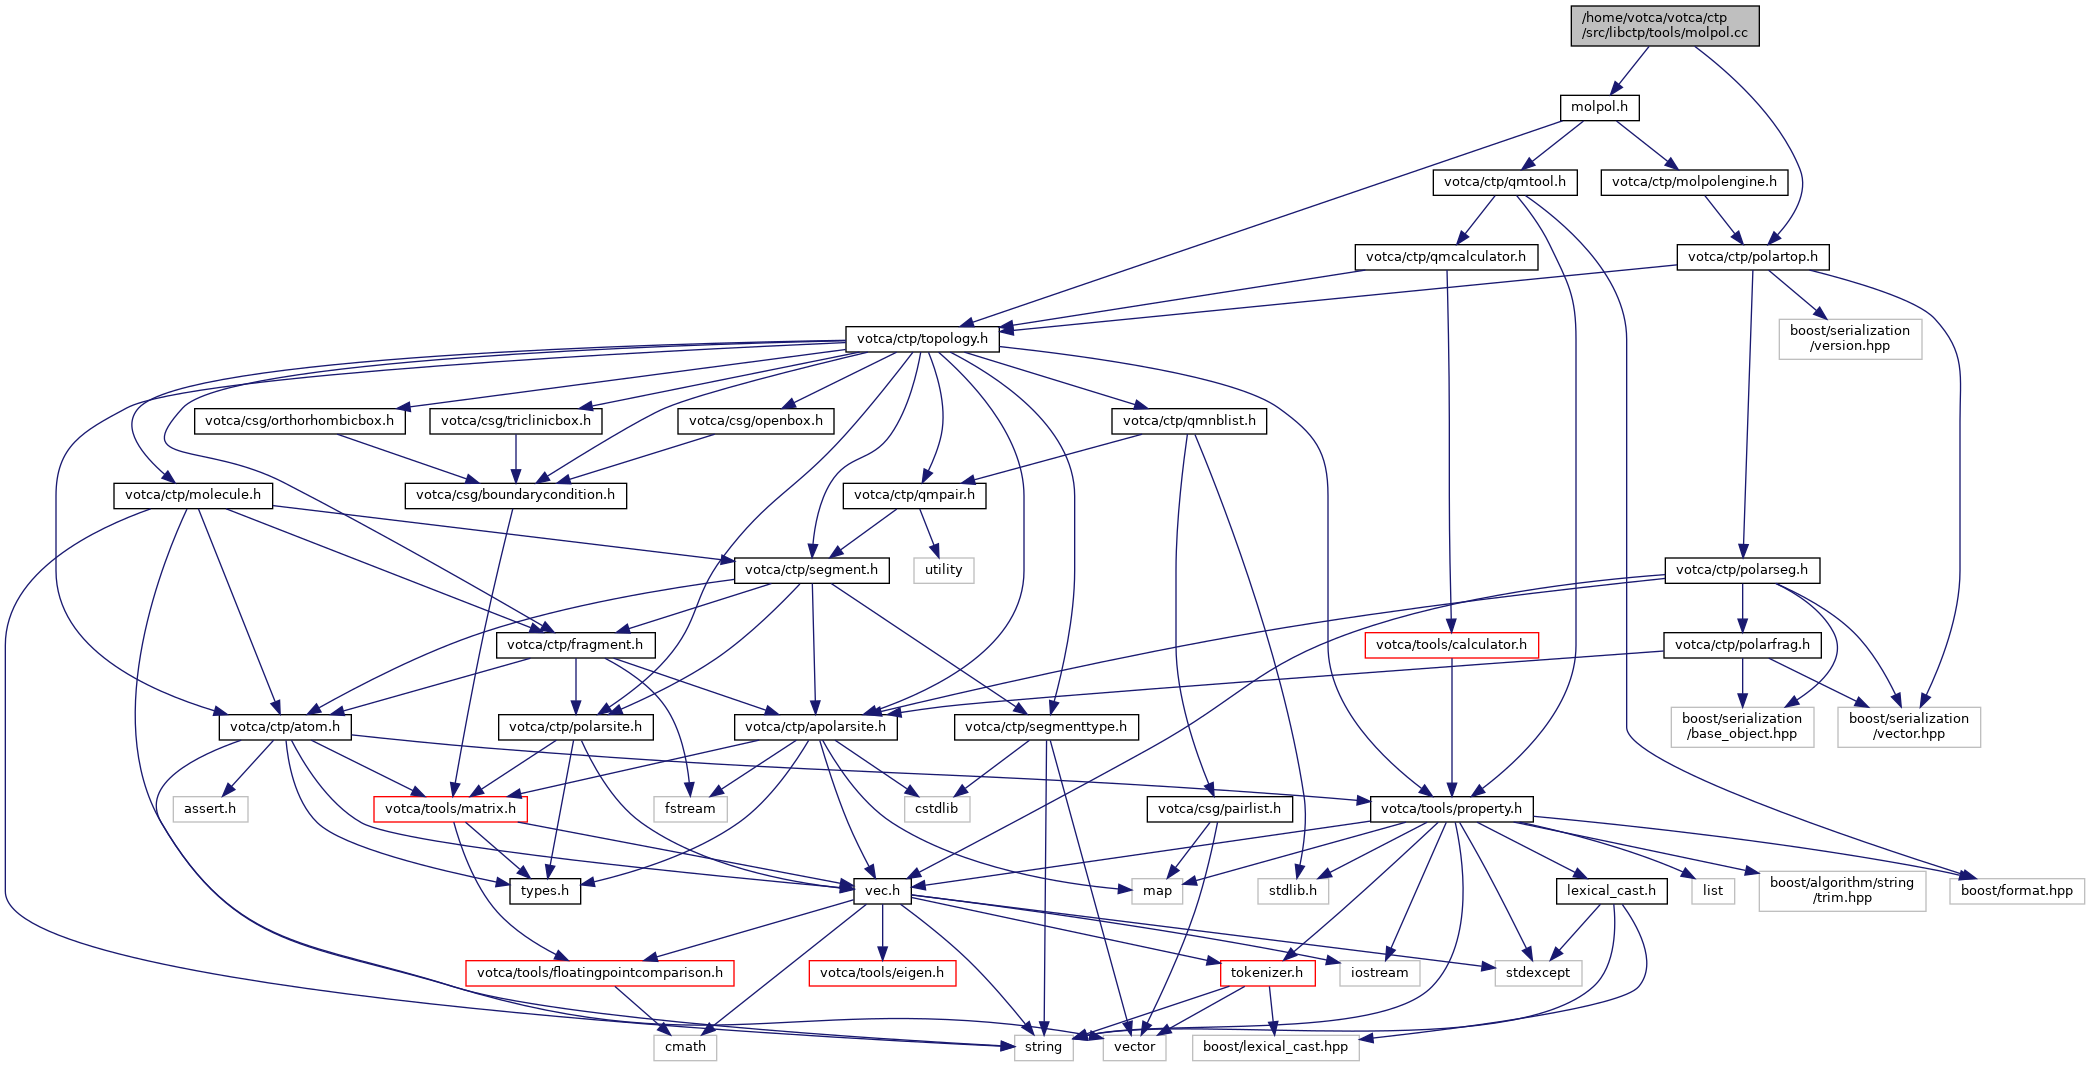 /home/votca/votca/ctp
/src/libctp/tools/molpol.cc
molpol.h
votca/ctp/qmtool.h
votca/ctp/molpolengine.h
votca/ctp/qmcalculator.h
votca/ctp/polartop.h
votca/ctp/topology.h
boost/serialization
/version.hpp
votca/csg/orthorhombicbox.h
votca/csg/triclinicbox.h
votca/csg/openbox.h
votca/ctp/qmnblist.h
votca/ctp/molecule.h
votca/csg/boundarycondition.h
votca/ctp/qmpair.h
votca/ctp/segment.h
utility
votca/ctp/polarseg.h
votca/ctp/fragment.h
votca/tools/calculator.h
votca/ctp/polarfrag.h
votca/ctp/atom.h
votca/ctp/polarsite.h
votca/ctp/apolarsite.h
votca/ctp/segmenttype.h
boost/serialization
/base_object.hpp
boost/serialization
/vector.hpp
assert.h
votca/tools/matrix.h
fstream
cstdlib
votca/csg/pairlist.h
votca/tools/property.h
types.h
vec.h
map
stdlib.h
lexical_cast.h
list
boost/algorithm/string
/trim.hpp
boost/format.hpp
votca/tools/floatingpointcomparison.h
votca/tools/eigen.h
tokenizer.h
iostream
stdexcept
cmath
string
vector
boost/lexical_cast.hpp